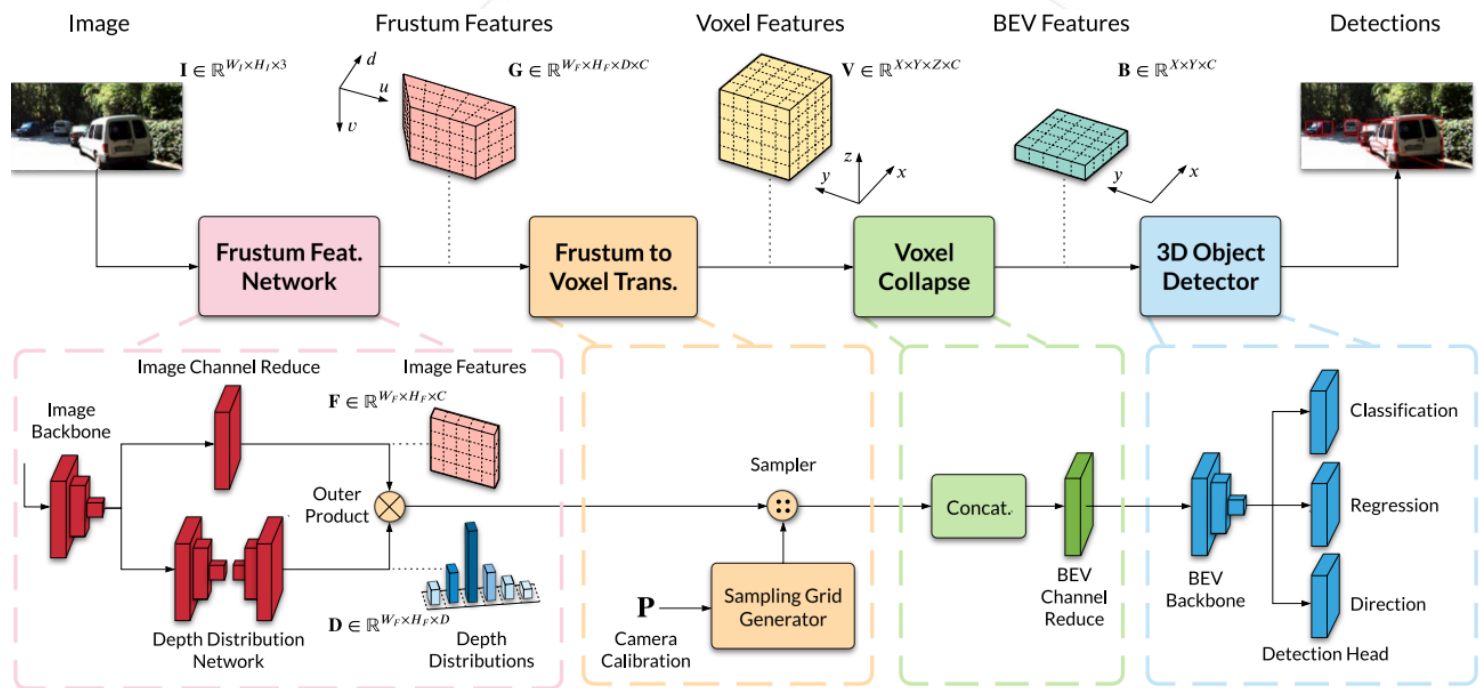 Image
Frustum Features
Voxel Features
BEV Features
Detections
I ∈ ℝ^{W_I×H_I×3}
d
u
v
G ∈ ℝ^{W_F×H_F×D×C}
V ∈ ℝ^{X×Y×Z×C}
z
y
x
B ∈ ℝ^{X×Y×C}
y
x
Frustum Feat.
Network
Frustum to
Voxel Trans.
Voxel
Collapse
3D Object
Detector
Image Channel Reduce
Image Features
F ∈ ℝ^{W_F×H_F×C}
Image
Backbone
Outer
Product
D ∈ ℝ^{W_F×H_F×D}
Depth Distribution
Network
Depth
Distributions
Sampler
P
Camera
Calibration
Sampling Grid
Generator
Concat.
BEV
Channel
Reduce
BEV
Backbone
Classification
Regression
Direction
Detection Head